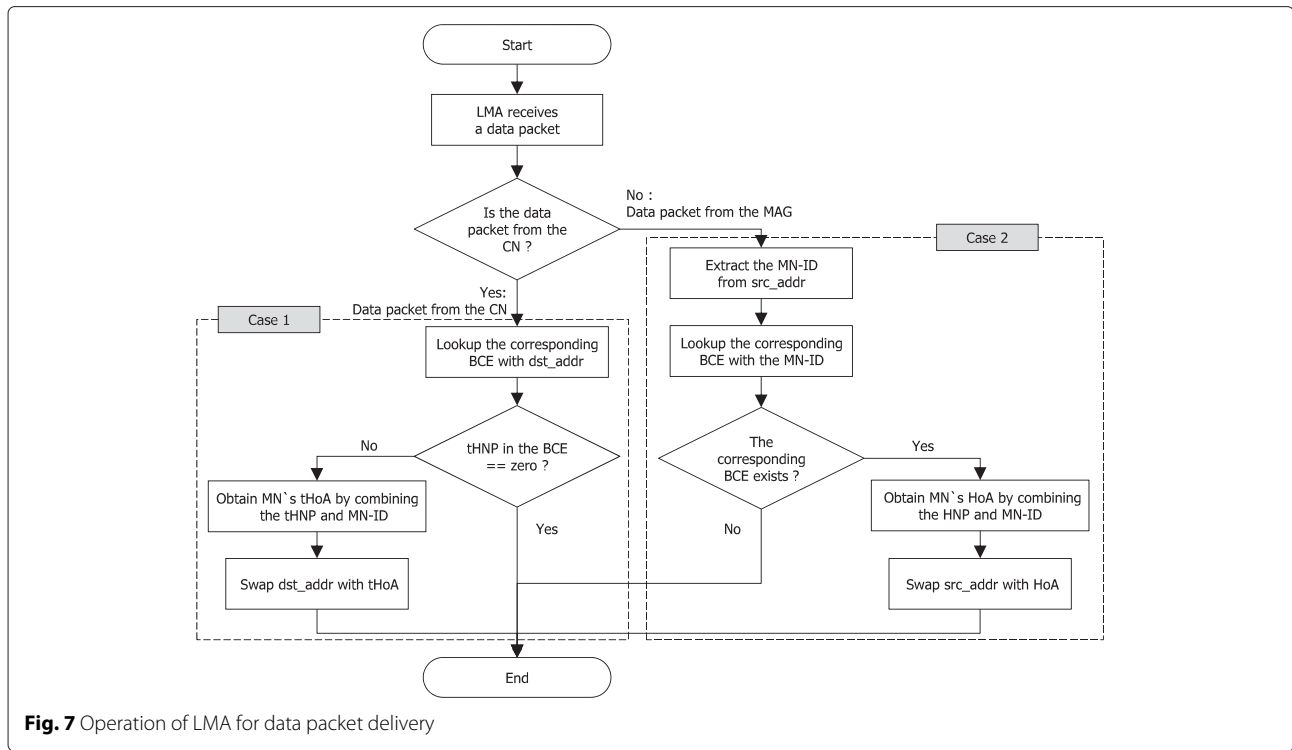 Start
LMA receives
a data packet
Is the data
packet from the
CN ?
No :
Data packet from the MAG
Case 2
Extract the MN-ID
from src_addr
Yes:
Data packet from the CN
Case 1
Lookup the corresponding
BCE with dst_addr
Lookup the corresponding
BCE with the MN-ID
No
tHNP in the BCE
== zero ?
The
corresponding
BCE exists ?
Yes
Obtain MN`s tHoA by combining
the tHNP and MN-ID
Yes
No
Obtain MN`s HoA by combining
the HNP and MN-ID
Swap dst_addr with tHoA
Swap src_addr with HoA
End
Fig. 7 Operation of LMA for data packet delivery